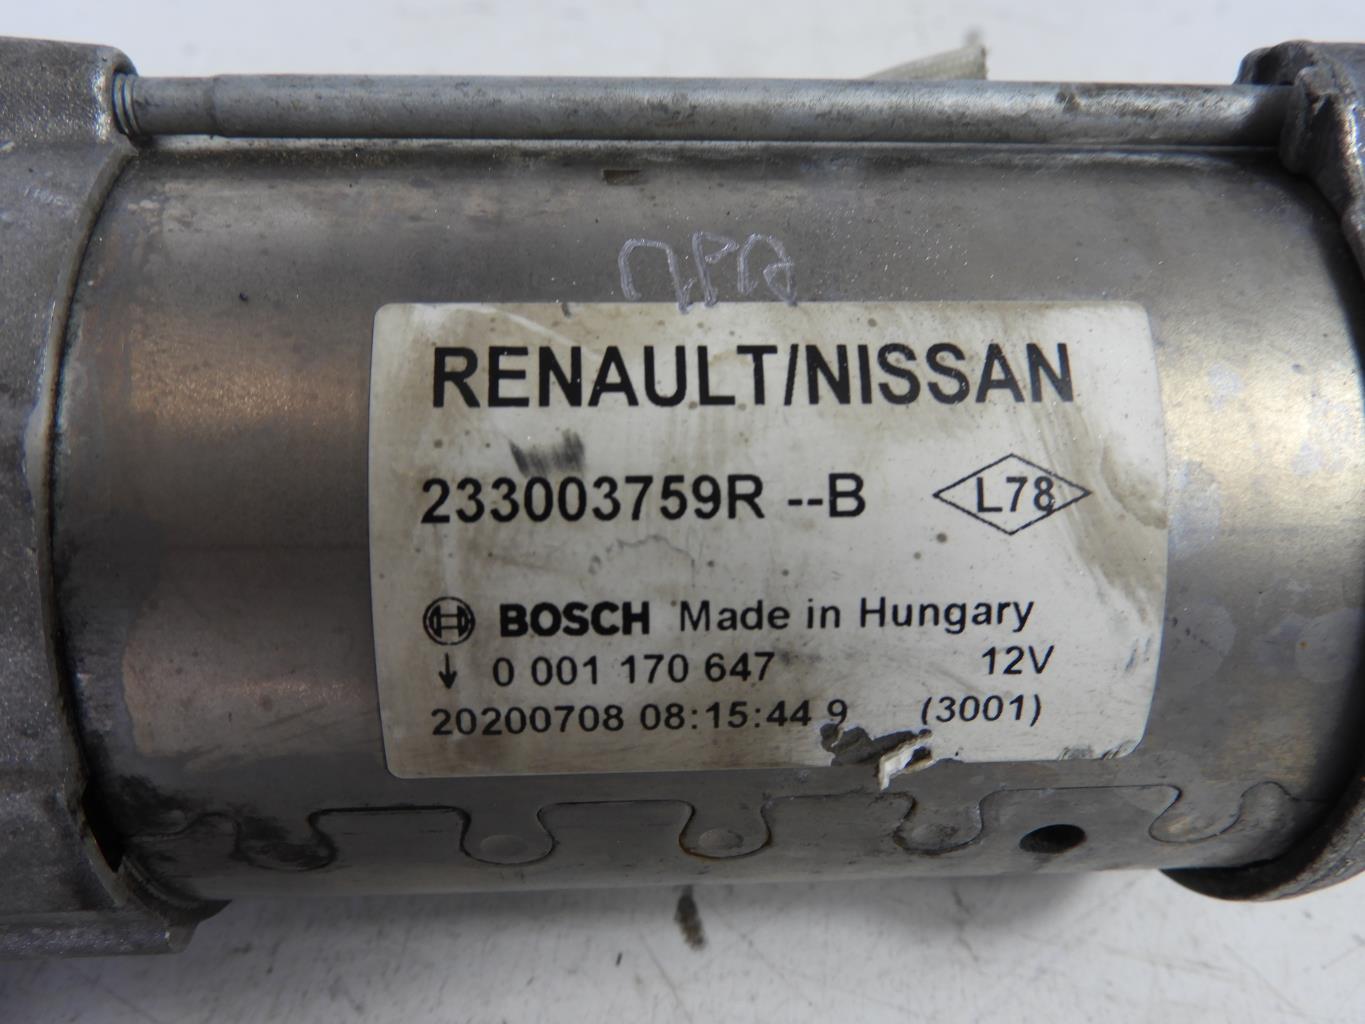 RENAULT/NISSAN
233003759R --B L78
BOSCH Made in Hungary
0 001 170 647 12V
20200708 08:15:44 9 (3001)